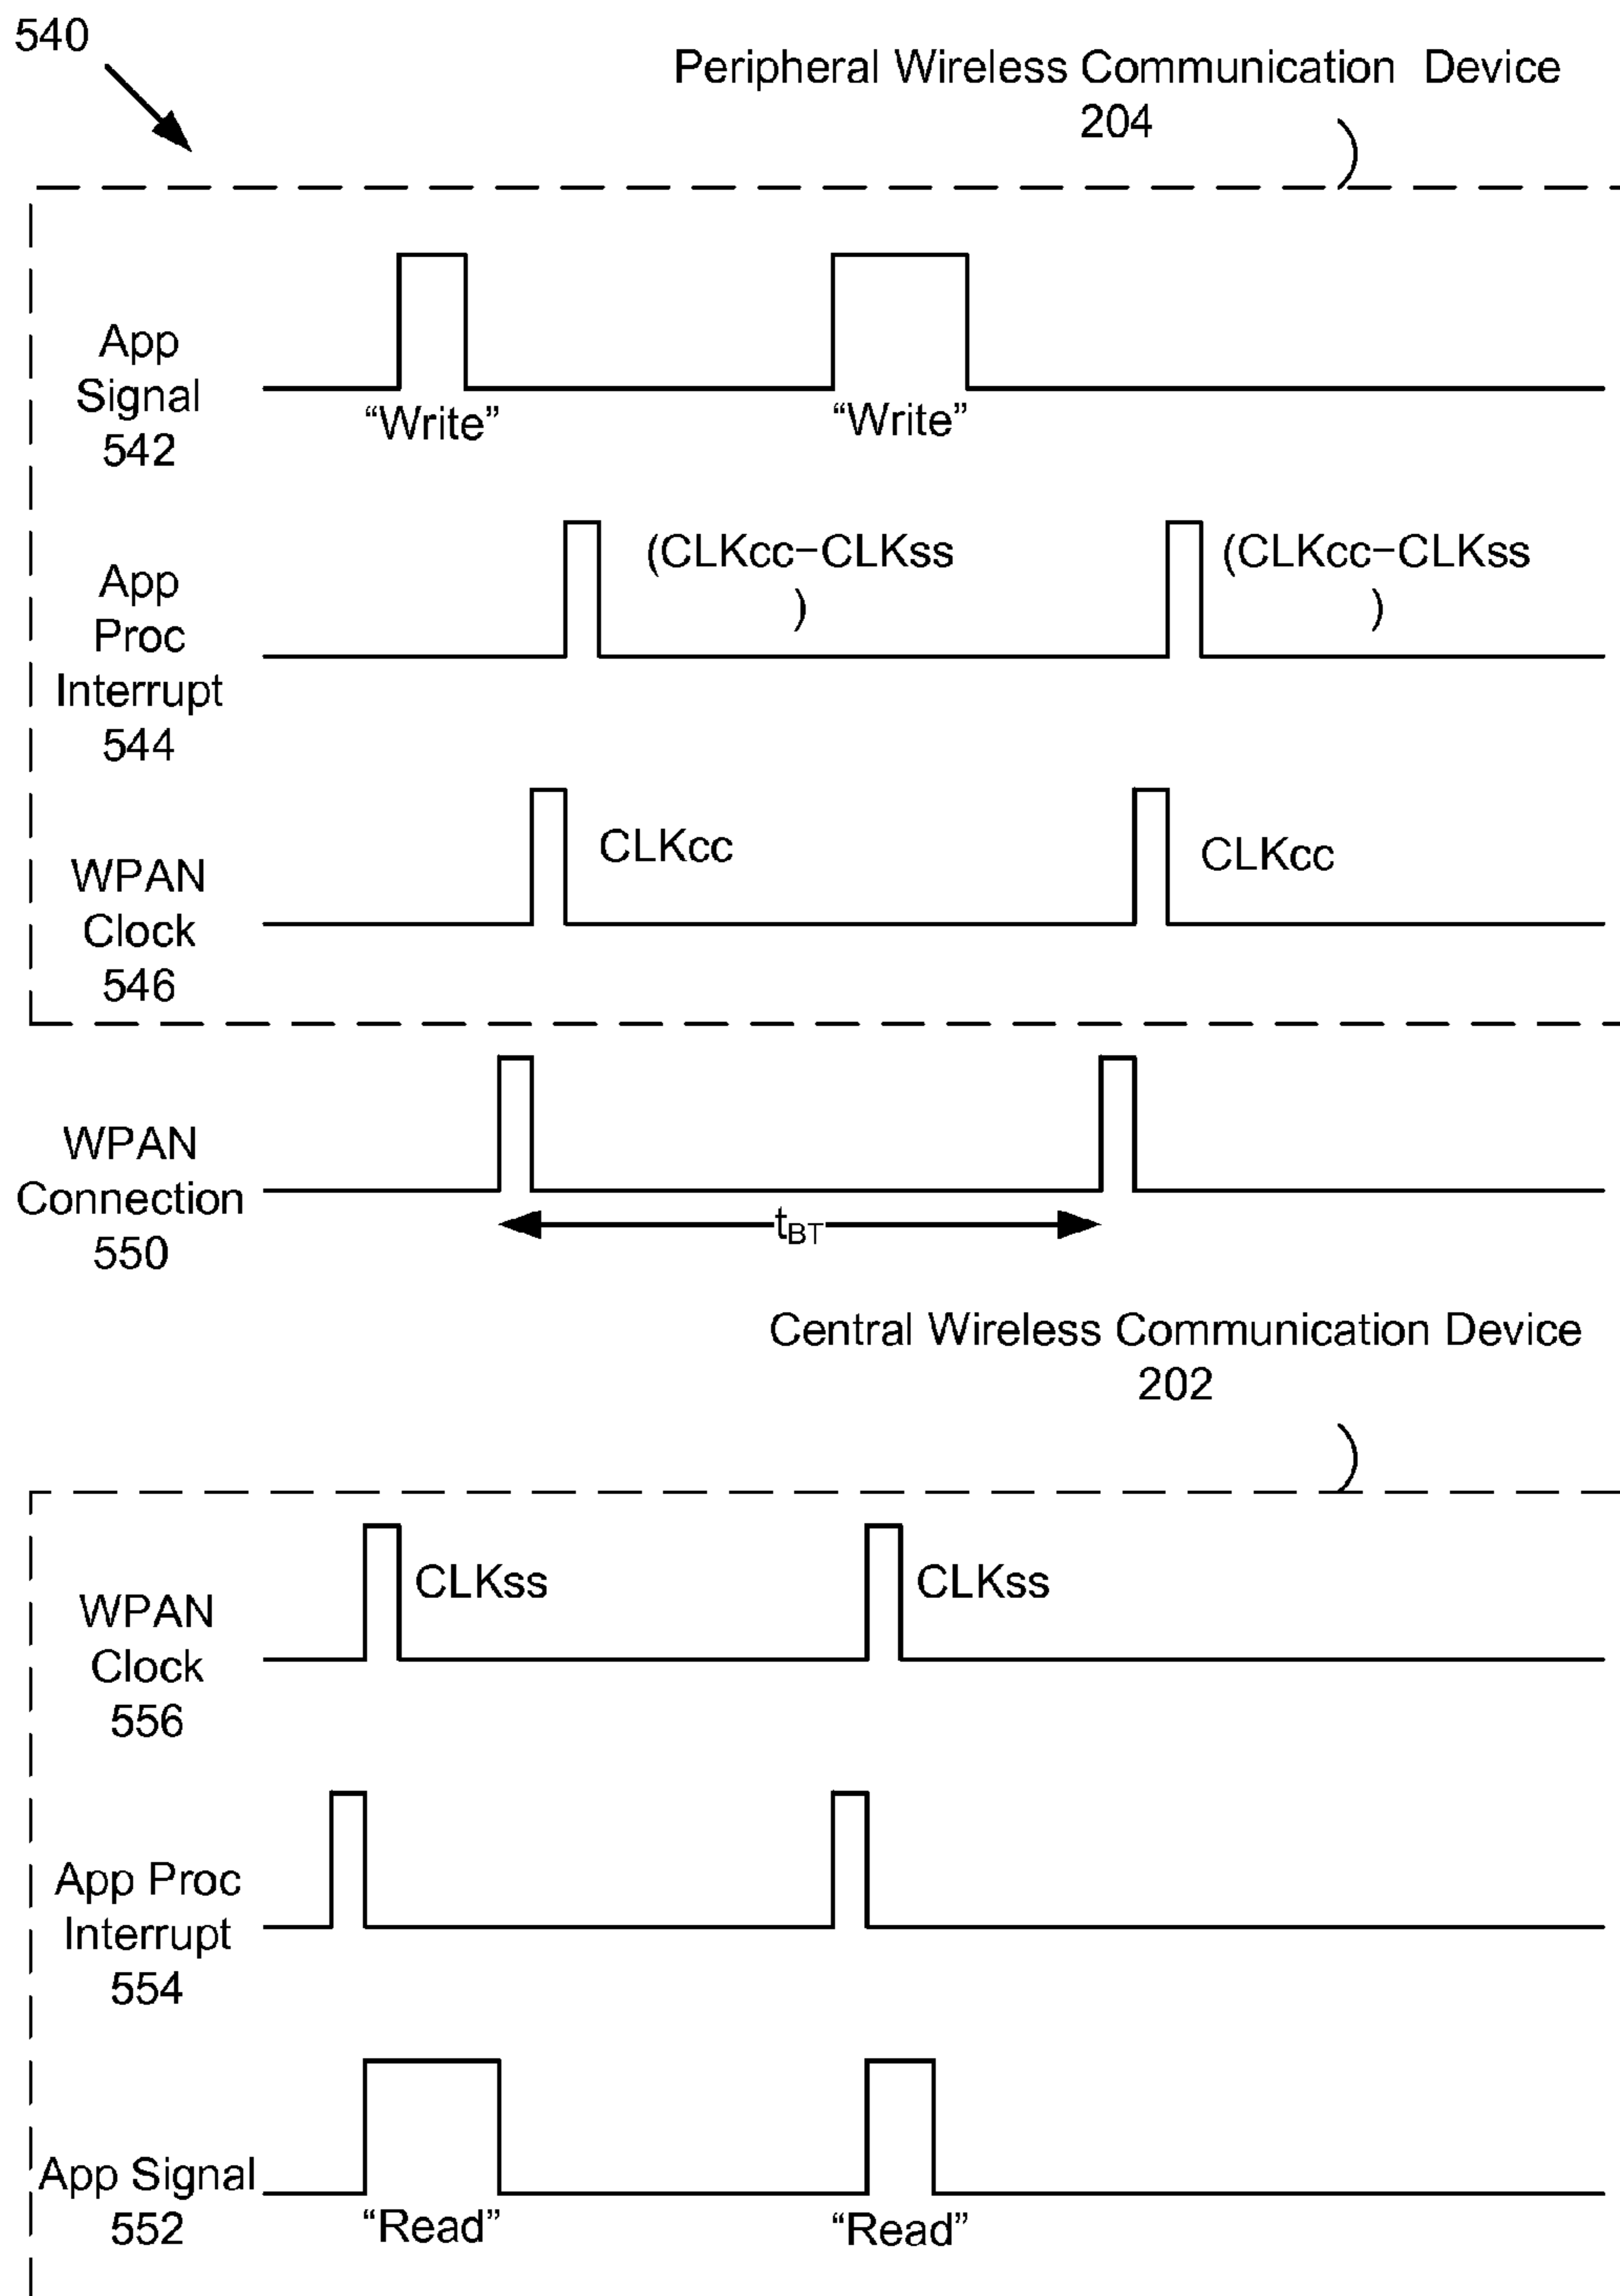 540
Peripheral Wireless Communication Device
204
App
Signal
542
“Write”
“Write”
App
Proc
Interrupt
544
(CLKcc–CLKss
)
(CLKcc–CLKss
)
WPAN
Clock
546
CLKcc
CLKcc
WPAN
Connection
550
tBT
Central Wireless Communication Device
202
WPAN
Clock
556
CLKss
CLKss
App Proc
Interrupt
554
App Signal
552
“Read”
“Read”